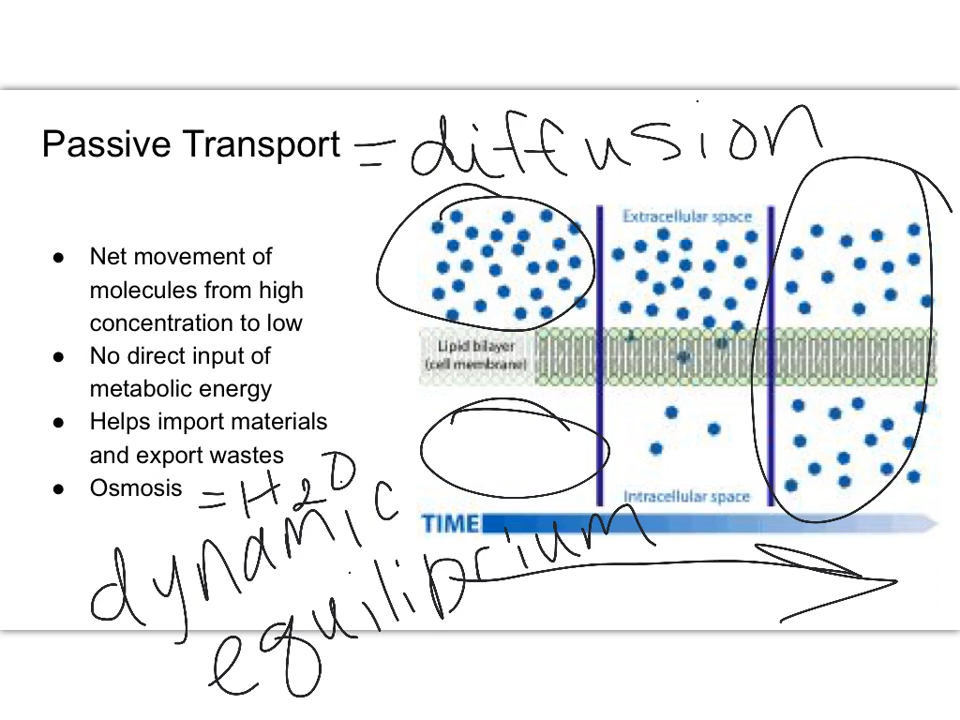 Passive Transport = diffusion
● Net movement of
molecules from high
concentration to low
● No direct input of
metabolic energy
● Helps import materials
and export wastes
● Osmosis = H2O
Extracellular space
Lipid bilayer
(cell membrane)
Intracellular space
TIME
dynamic
equiliprium